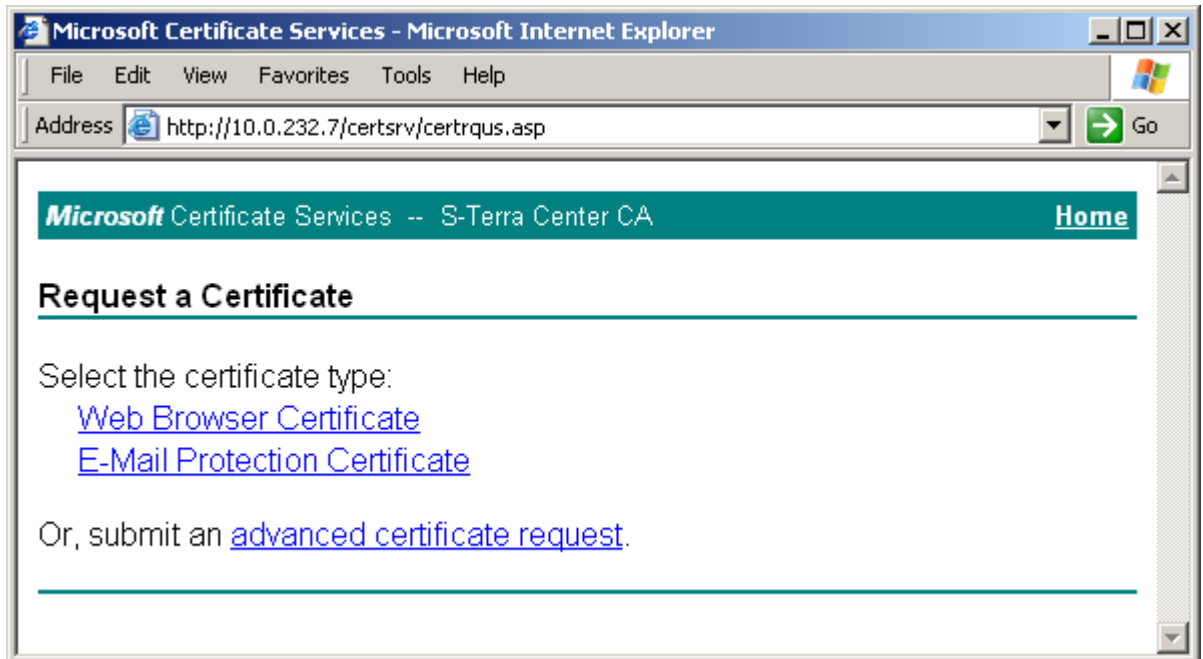 Microsoft Certificate Services - Microsoft Internet Explorer
File Edit View Favorites Tools Help
Address http://10.0.232.7/certsrv/certrqus.asp Go
Microsoft Certificate Services -- S-Terra Center CA Home
Request a Certificate
Select the certificate type:
Web Browser Certificate
E-Mail Protection Certificate
Or, submit an advanced certificate request.